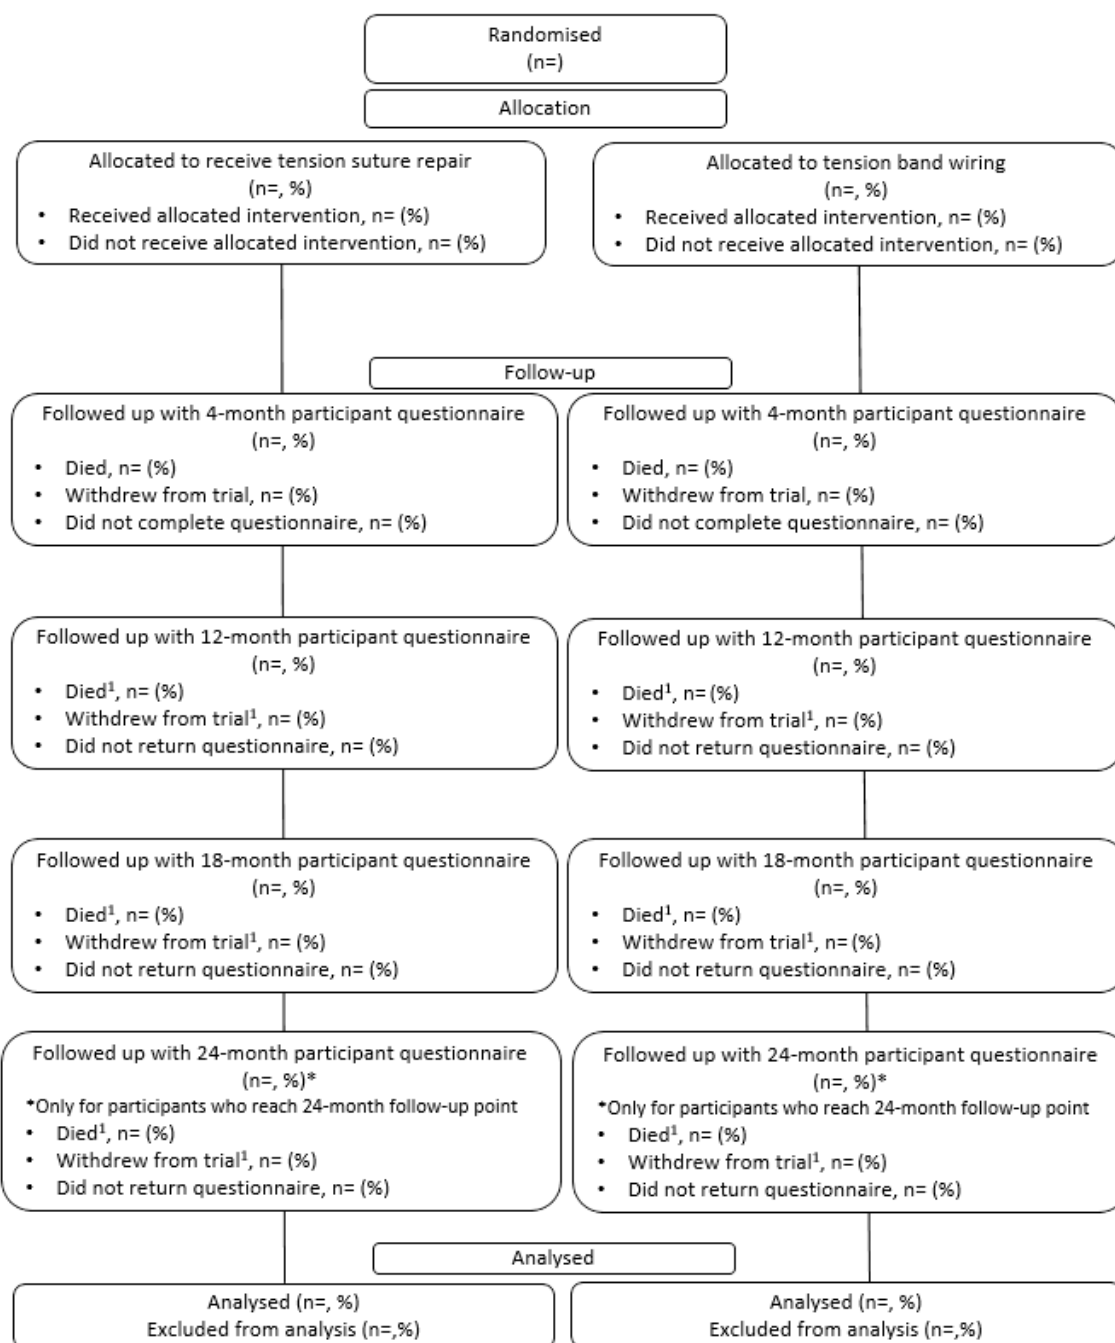 Randomised
(n=)
Allocation
Allocated to receive tension suture repair
(n=, %)
• Received allocated intervention, n= (%)
• Did not receive allocated intervention, n= (%)
Allocated to tension band wiring
(n=, %)
• Received allocated intervention, n= (%)
• Did not receive allocated intervention, n= (%)
Follow-up
Followed up with 4-month participant questionnaire
(n=, %)
• Died, n= (%)
• Withdrew from trial, n= (%)
• Did not complete questionnaire, n= (%)
Followed up with 4-month participant questionnaire
(n=, %)
• Died, n= (%)
• Withdrew from trial, n= (%)
• Did not complete questionnaire, n= (%)
Followed up with 12-month participant questionnaire
(n=, %)
• Died¹, n= (%)
• Withdrew from trial¹, n= (%)
• Did not return questionnaire, n= (%)
Followed up with 12-month participant questionnaire
(n=, %)
• Died¹, n= (%)
• Withdrew from trial¹, n= (%)
• Did not return questionnaire, n= (%)
Followed up with 18-month participant questionnaire
(n=, %)
• Died¹, n= (%)
• Withdrew from trial¹, n= (%)
• Did not return questionnaire, n= (%)
Followed up with 18-month participant questionnaire
(n=, %)
• Died¹, n= (%)
• Withdrew from trial¹, n= (%)
• Did not return questionnaire, n= (%)
Followed up with 24-month participant questionnaire
(n=, %)*
*Only for participants who reach 24-month follow-up point
• Died¹, n= (%)
• Withdrew from trial¹, n= (%)
• Did not return questionnaire, n= (%)
Followed up with 24-month participant questionnaire
(n=, %)*
*Only for participants who reach 24-month follow-up point
• Died¹, n= (%)
• Withdrew from trial¹, n= (%)
• Did not return questionnaire, n= (%)
Analysed
Analysed (n=, %)
Excluded from analysis (n=,%)
Analysed (n=, %)
Excluded from analysis (n=,%)